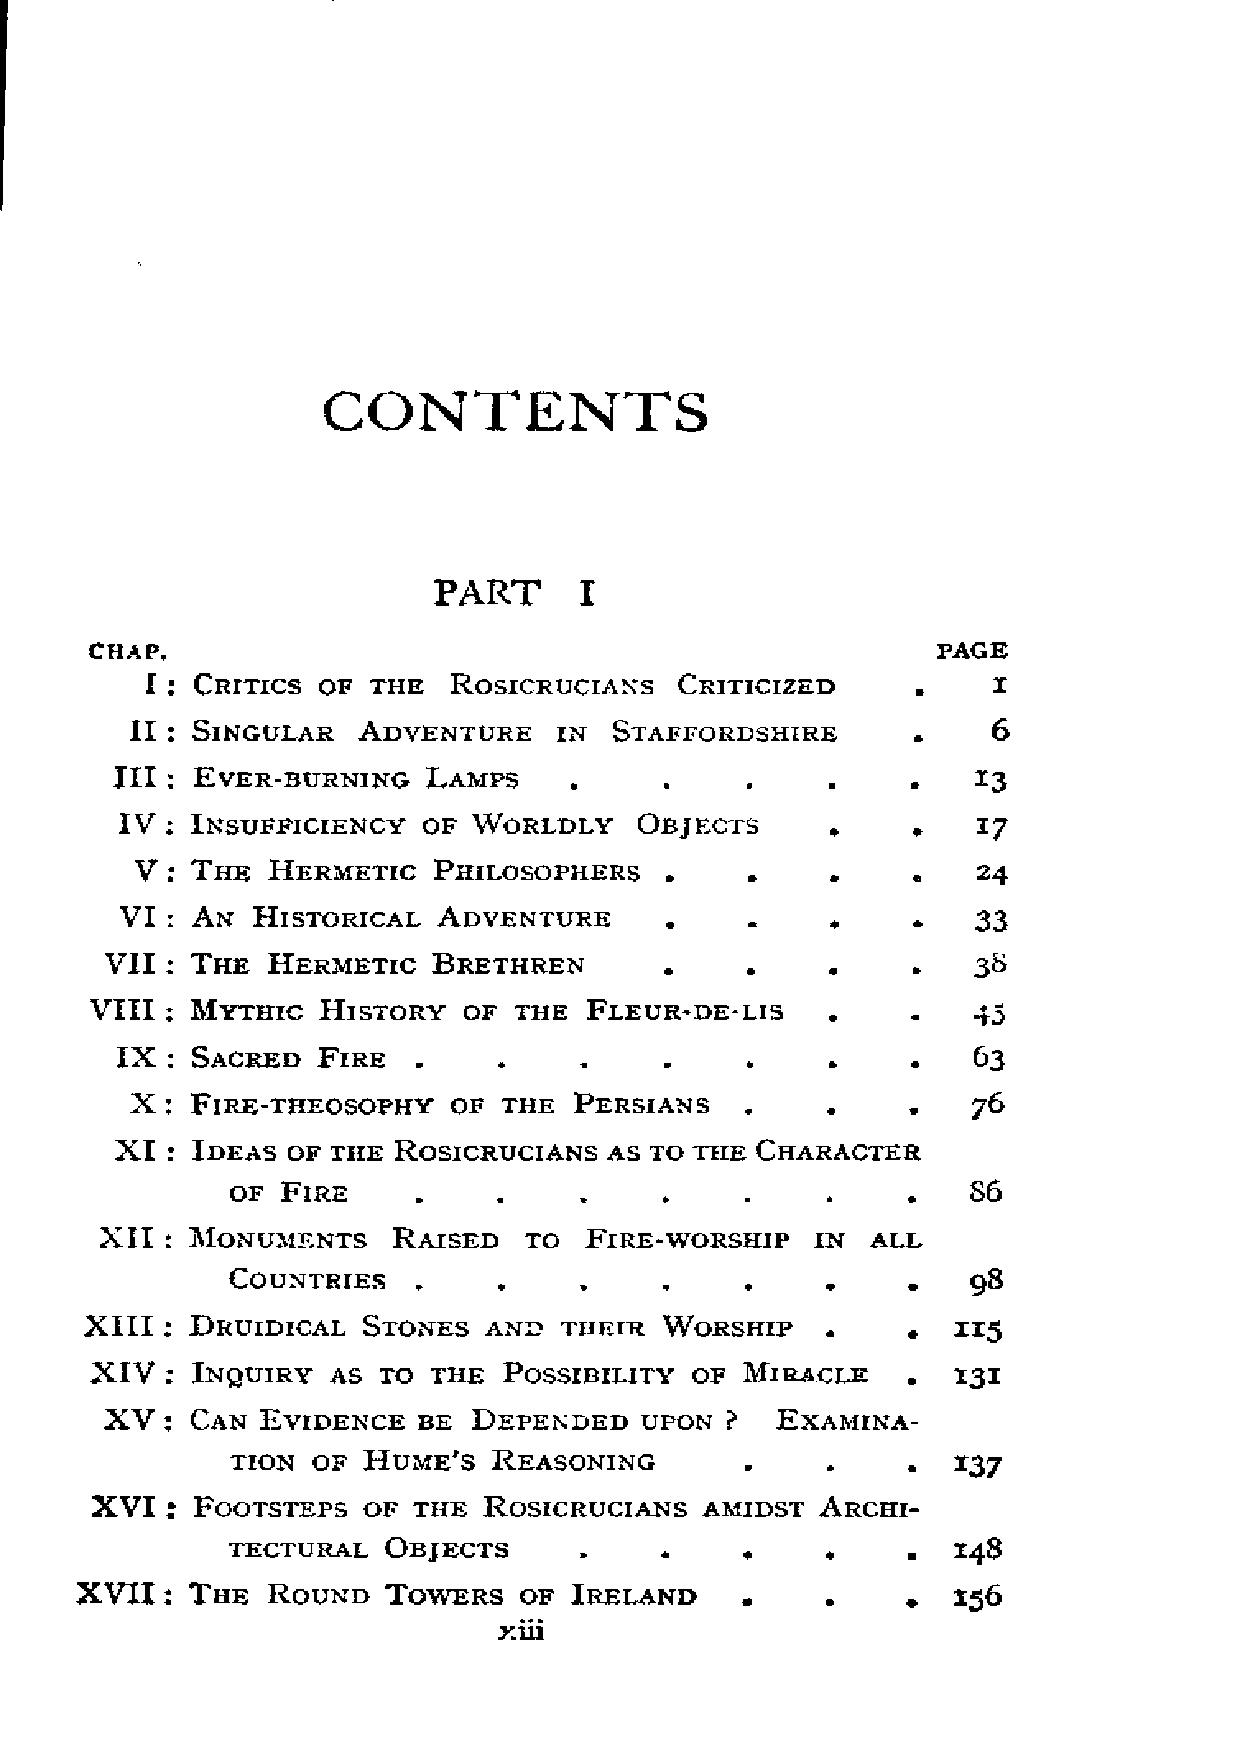 CONTENTS
PART I
CHAP. PAGE
I : CRITICS OF THE ROSICRUCIANS CRITICIZED . 1
II : SINGULAR ADVENTURE IN STAFFORDSHIRE . 6
III : EVER-BURNING LAMPS . . . . . 13
IV : INSUFFICIENCY OF WORLDLY OBJECTS . . 17
V : THE HERMETIC PHILOSOPHERS . . . . 24
VI : AN HISTORICAL ADVENTURE . . . . 33
VII : THE HERMETIC BRETHREN . . . . 38
VIII : MYTHIC HISTORY OF THE FLEUR-DE-LIS . . 45
IX : SACRED FIRE . . . . . . . 63
X : FIRE-THEOSOPHY OF THE PERSIANS . . . 76
XI : IDEAS OF THE ROSICRUCIANS AS TO THE CHARACTER
OF FIRE . . . . . . . 86
XII : MONUMENTS RAISED TO FIRE-WORSHIP IN ALL
COUNTRIES . . . . . . . 98
XIII : DRUIDICAL STONES AND THEIR WORSHIP . . 115
XIV : INQUIRY AS TO THE POSSIBILITY OF MIRACLE . 131
XV : CAN EVIDENCE BE DEPENDED UPON ? EXAMINA-
TION OF HUME'S REASONING . . . 137
XVI : FOOTSTEPS OF THE ROSICRUCIANS AMIDST ARCHI-
TECTURAL OBJECTS . . . . . 148
XVII : THE ROUND TOWERS OF IRELAND . . . 156
xiii